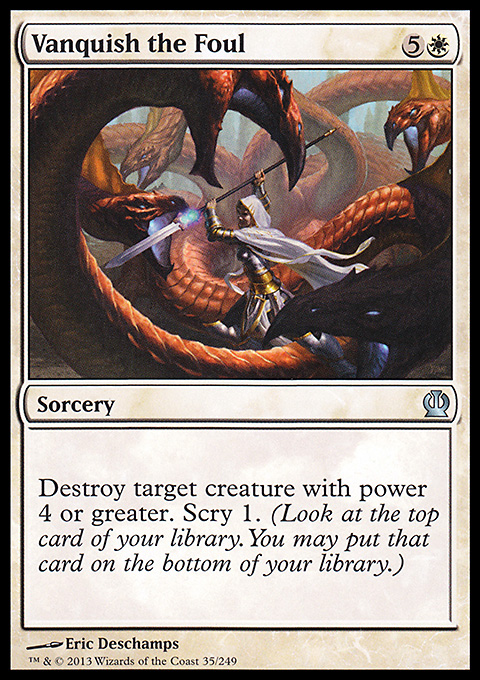 Vanquish the Foul 5
Sorcery
Destroy target creature with power
4 or greater. Scry 1. (Look at the top
card of your library. You may put that
card on the bottom of your library.)
Eric Deschamps
™ & © 2013 Wizards of the Coast 35/249